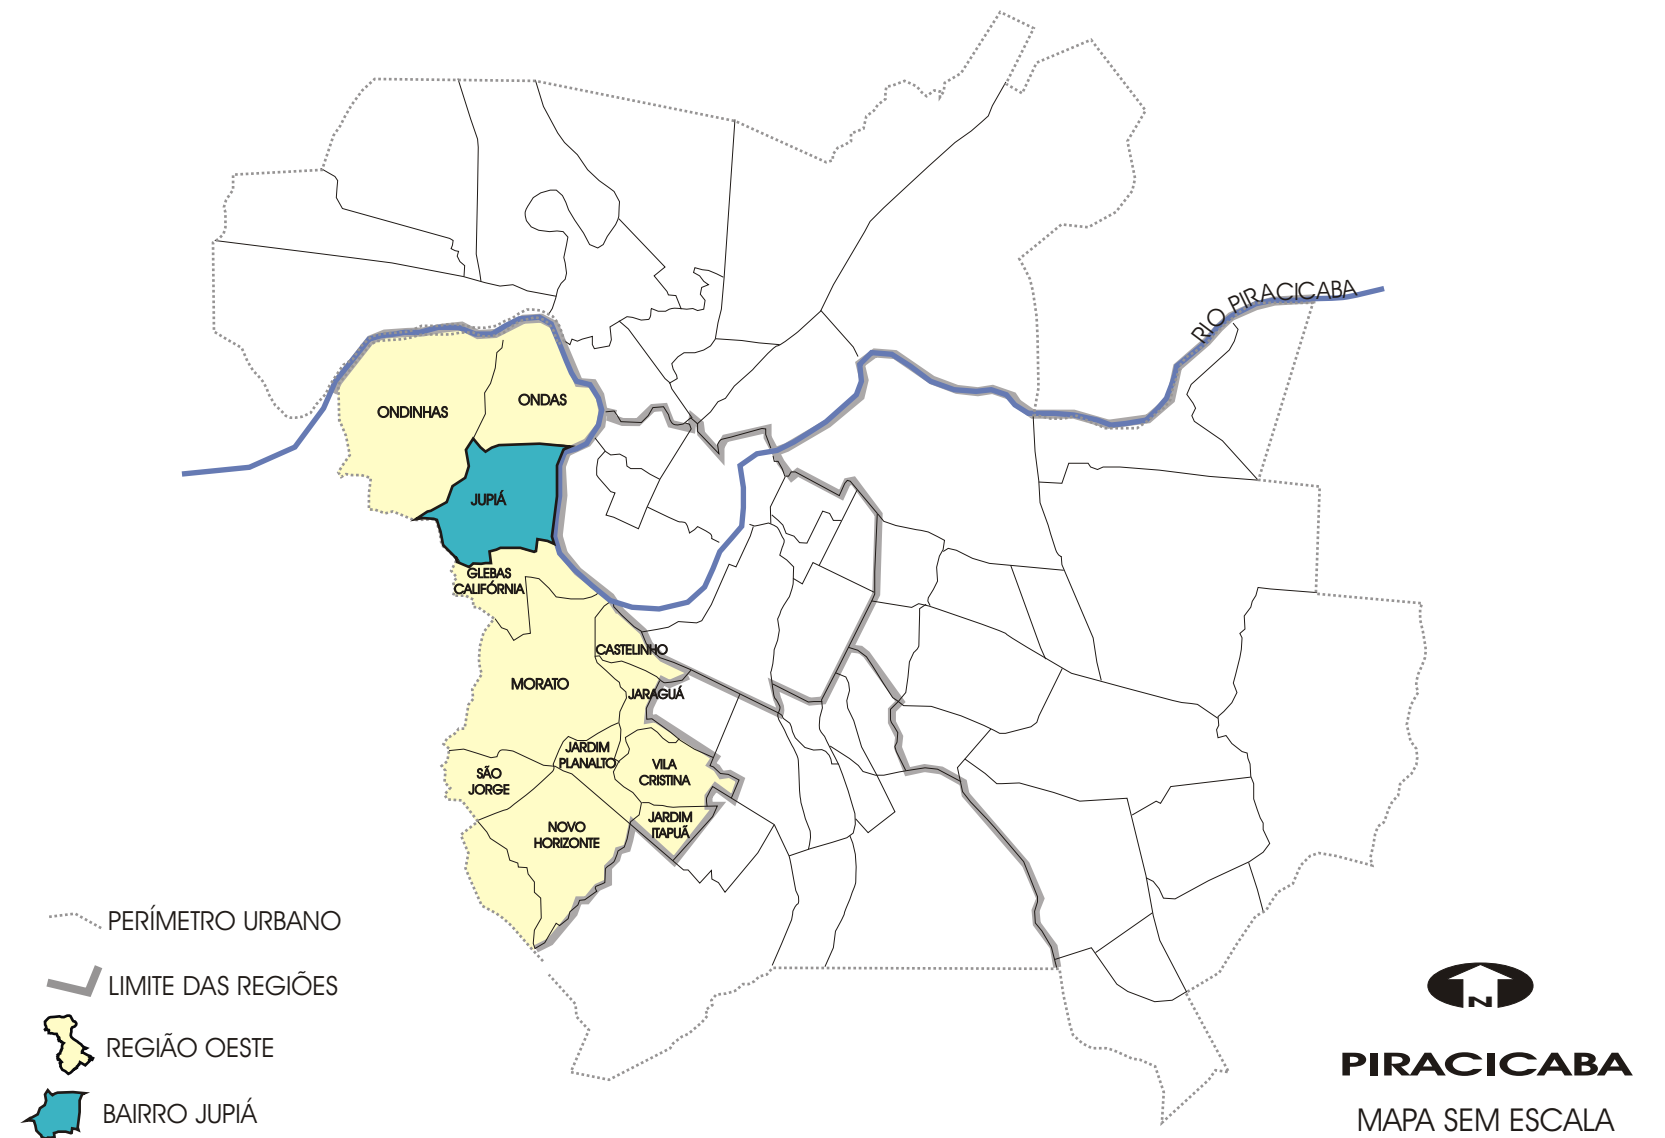 RIO PIRACICABA
ONDINHAS
ONDAS
JUPIÁ
GLEBAS
CALIFÓRNIA
CASTELINHO
MORATO
JARAGUÁ
JARDIM
PLANALTO
VILA
CRISTINA
SÃO
JORGE
JARDIM
ITAPUÃ
NOVO
HORIZONTE
PERÍMETRO URBANO
LIMITE DAS REGIÕES
REGIÃO OESTE
BAIRRO JUPIÁ
N
PIRACICABA
MAPA SEM ESCALA